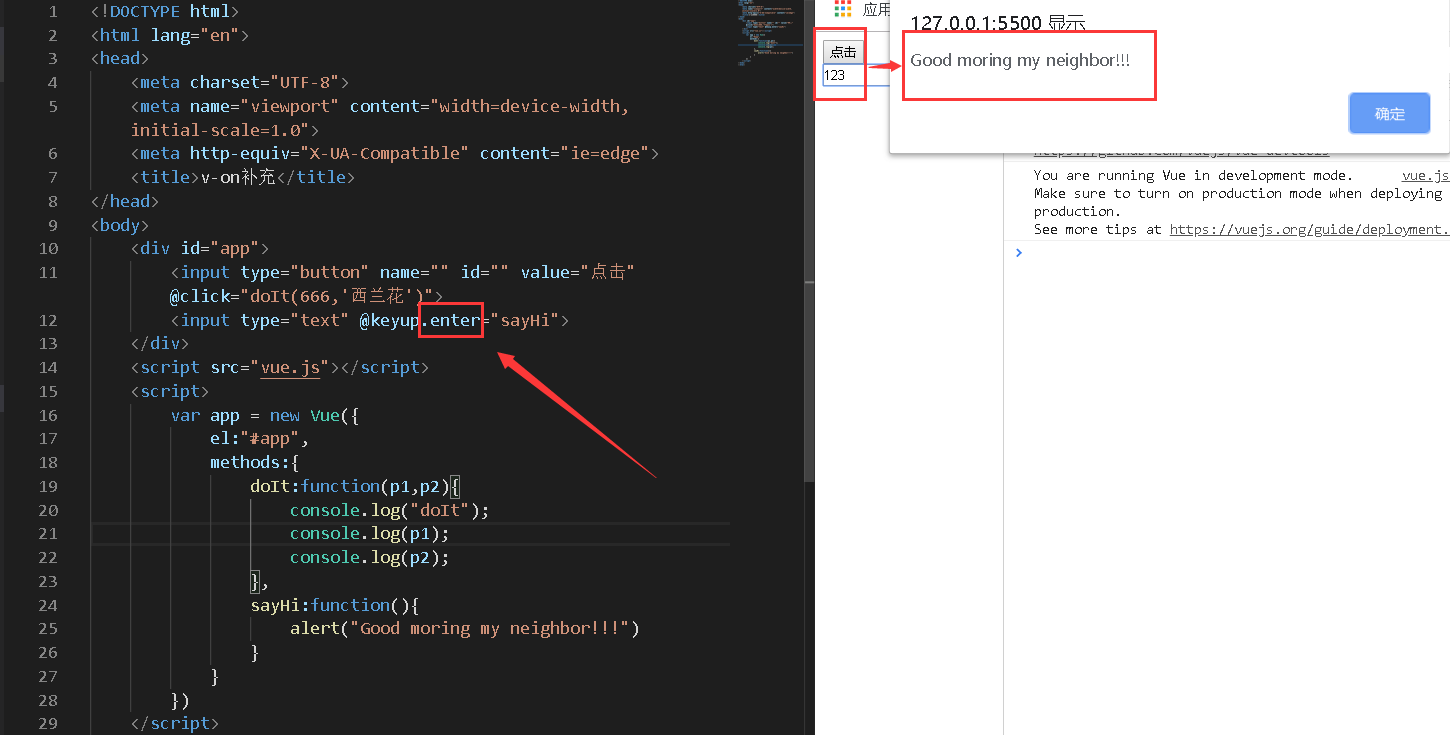 1 <!DOCTYPE html>
2 <html lang="en">
3 <head>
4 <meta charset="UTF-8">
5 <meta name="viewport" content="width=device-width,
initial-scale=1.0">
6 <meta http-equiv="X-UA-Compatible" content="ie=edge">
7 <title>v-on补充</title>
8 </head>
9 <body>
10 <div id="app">
11 <input type="button" name="" id="" value="点击"
@click="doIt(666,'西兰花')">
12 <input type="text" @keyup.enter="sayHi">
13 </div>
14 <script src="vue.js"></script>
15 <script>
16 var app = new Vue({
17 el:"#app",
18 methods:{
19 doIt:function(p1,p2){
20 console.log("doIt");
21 console.log(p1);
22 console.log(p2);
23 },
24 sayHi:function(){
25 alert("Good moring my neighbor!!!")
26 }
27 }
28 })
29 </script>
应用
127.0.0.1:5500 显示
点击
Good moring my neighbor!!!
123
确定
https://github.com/vuejs/vue-devtools
You are running Vue in development mode. vue.js
Make sure to turn on production mode when deploying
production.
See more tips at https://vuejs.org/guide/deployment.
>